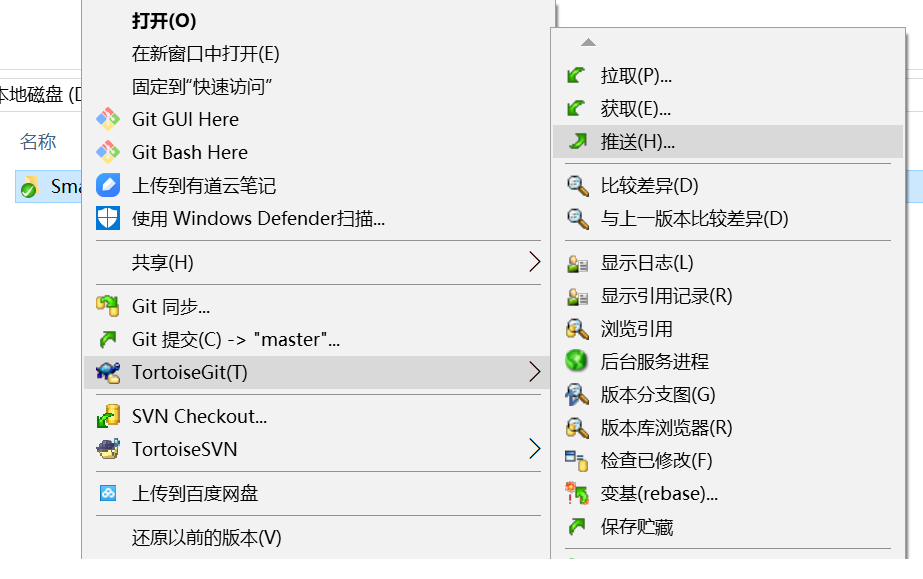 打开(O)
在新窗口中打开(E)
固定到"快速访问"
Git GUI Here
Git Bash Here
上传到有道云笔记
使用 Windows Defender扫描...
共享(H)
Git 同步...
Git 提交(C) -> "master"...
TortoiseGit(T)
SVN Checkout...
TortoiseSVN
上传到百度网盘
还原以前的版本(V)
本地磁盘 (D
名称
Sma
拉取(P)...
获取(E)...
推送(H)...
比较差异(D)
与上一版本比较差异(D)
显示日志(L)
显示引用记录(R)
浏览引用
后台服务进程
版本分支图(G)
版本库浏览器(R)
检查已修改(F)
变基(rebase)...
保存贮藏